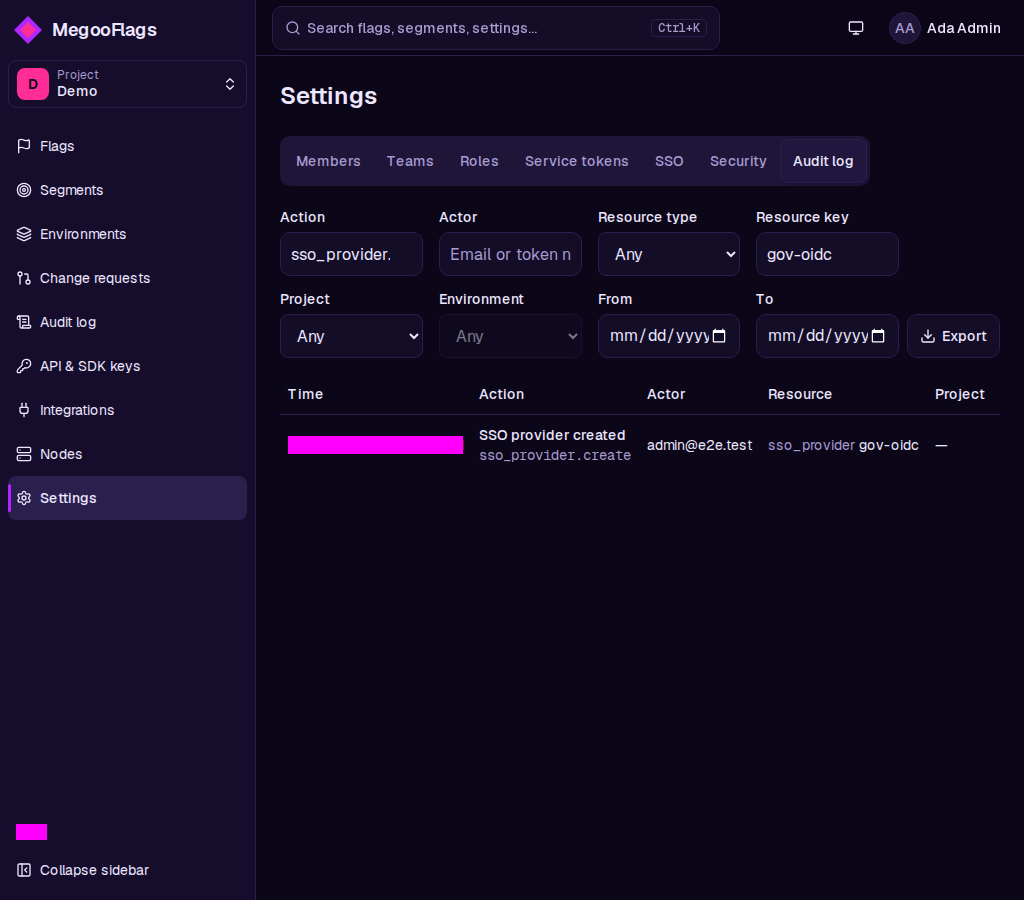 MegooFlags
Search flags, segments, settings...
Ctrl+K
AA
Ada Admin
D
Project
Demo
Flags
Segments
Environments
Change requests
Audit log
API & SDK keys
Integrations
Nodes
Settings
Collapse sidebar
Settings
Members
Teams
Roles
Service tokens
SSO
Security
Audit log
Action
Actor
Resource type
Resource key
sso_provider.
Email or token n
Any
gov-oidc
Project
Environment
From
To
Any
Any
mm/dd/yyyy
mm/dd/yyyy
Export
Time
Action
Actor
Resource
Project
SSO provider created
sso_provider.create
admin@e2e.test
sso_provider gov-oidc
—